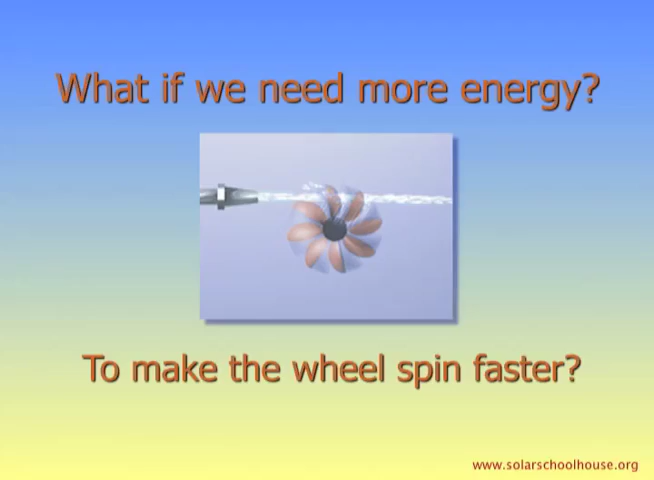 What if we need more energy?
To make the wheel spin faster?
www.solarschoolhouse.org